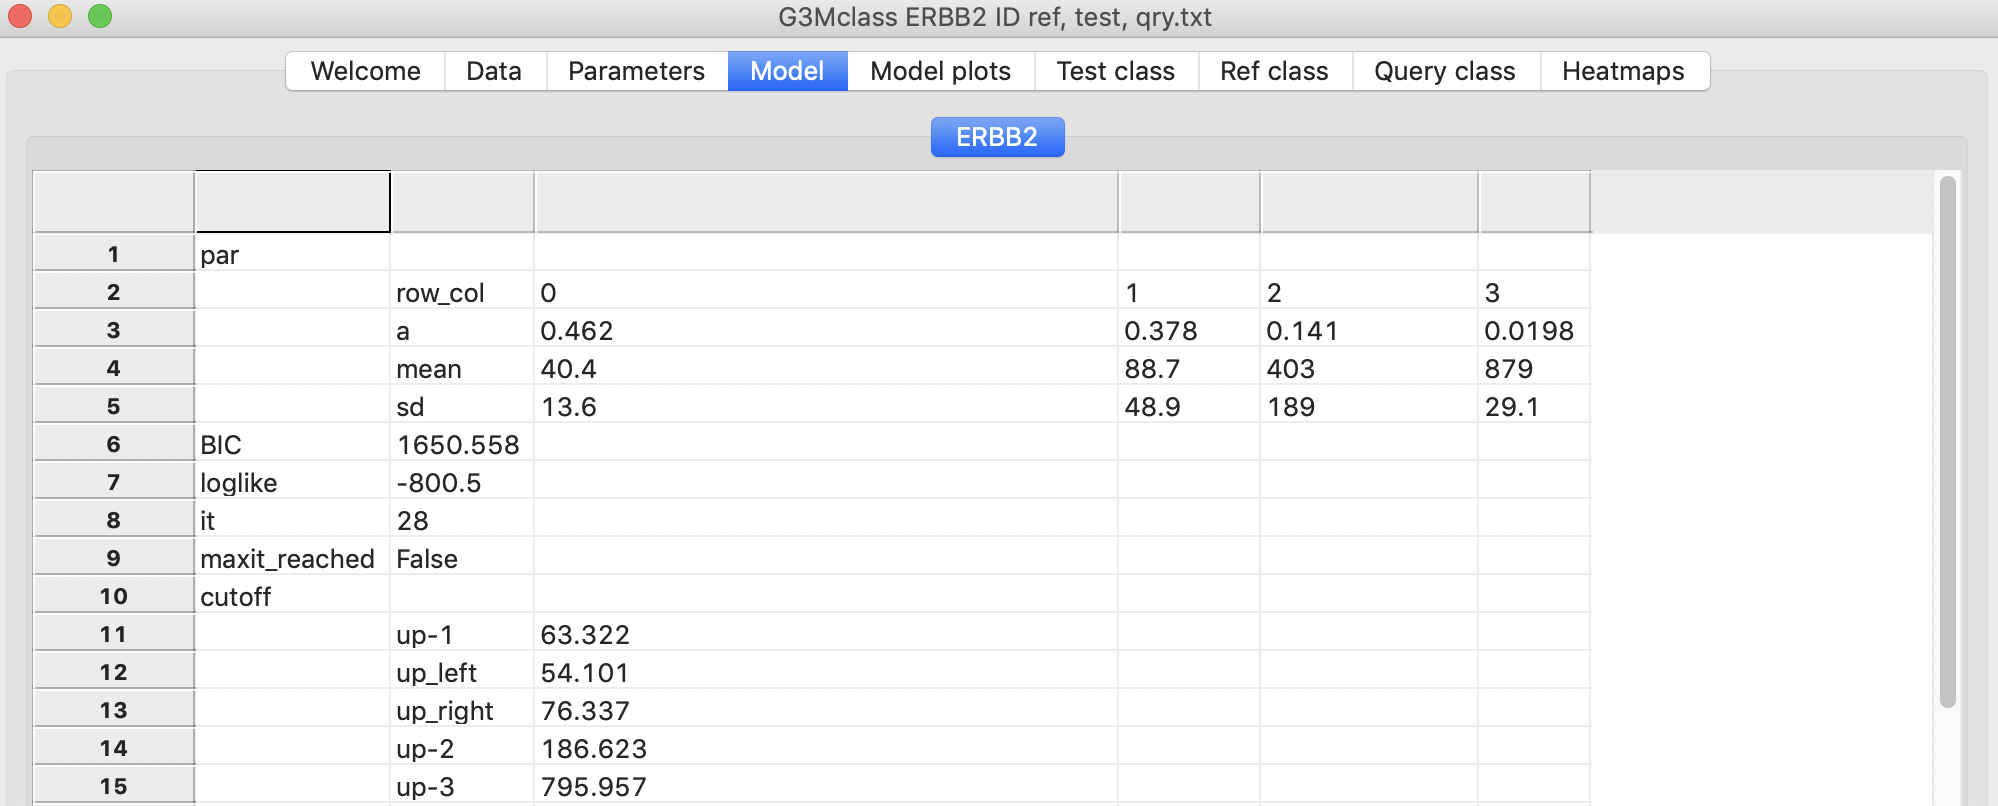 G3Mclass ERBB2 ID ref, test, qry.txt
Welcome Data Parameters Model Model plots Test class Ref class Query class Heatmaps
ERBB2
1 par
2 row_col 0 1 2 3
3 a 0.462 0.378 0.141 0.0198
4 mean 40.4 88.7 403 879
5 sd 13.6 48.9 189 29.1
6 BIC 1650.558
7 loglike -800.5
8 it 28
9 maxit_reached False
10 cutoff
11 up-1 63.322
12 up_left 54.101
13 up_right 76.337
14 up-2 186.623
15 up-3 795.957